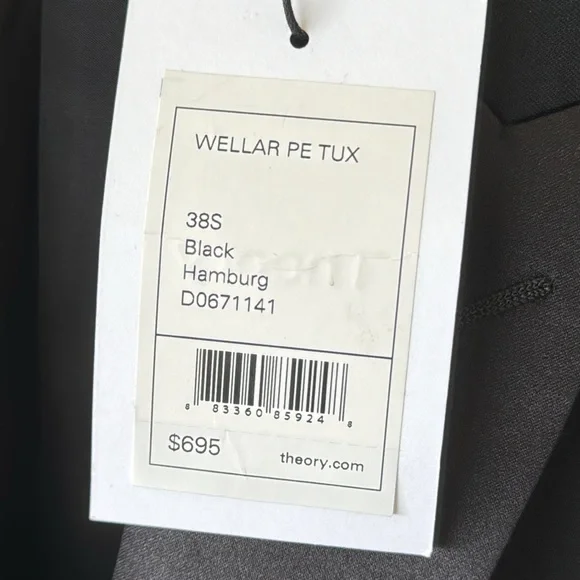 WELLAR PE TUX
38S
Black
Hamburg
D0671141
8 83360 85924 8
$695 theory.com